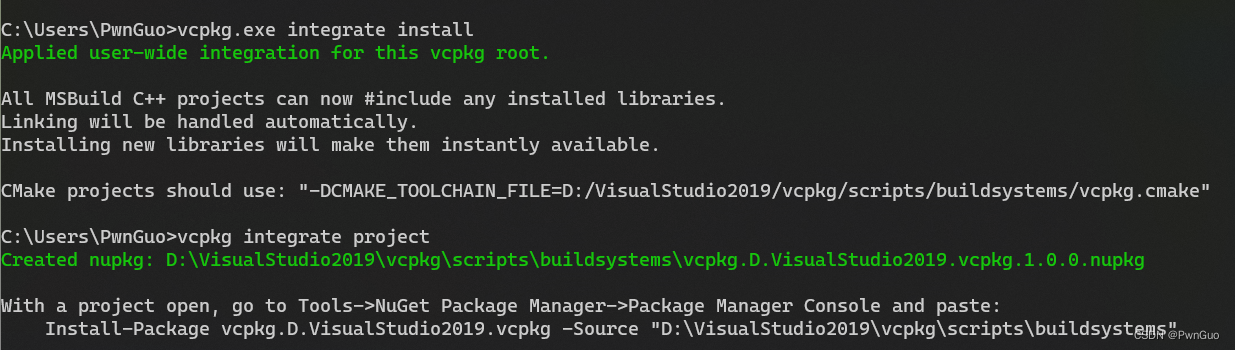 C:\Users\PwnGuo>vcpkg.exe integrate install
Applied user-wide integration for this vcpkg root.
All MSBuild C++ projects can now #include any installed libraries.
Linking will be handled automatically.
Installing new libraries will make them instantly available.
CMake projects should use: "-DCMAKE_TOOLCHAIN_FILE=D:/VisualStudio2019/vcpkg/scripts/buildsystems/vcpkg.cmake"
C:\Users\PwnGuo>vcpkg integrate project
Created nupkg: D:\VisualStudio2019\vcpkg\scripts\buildsystems\vcpkg.D.VisualStudio2019.vcpkg.1.0.0.nupkg
With a project open, go to Tools->NuGet Package Manager->Package Manager Console and paste:
    Install-Package vcpkg.D.VisualStudio2019.vcpkg -Source "D:\VisualStudio2019\vcpkg\scripts\buildsystems"
CSDN @PwnGuo